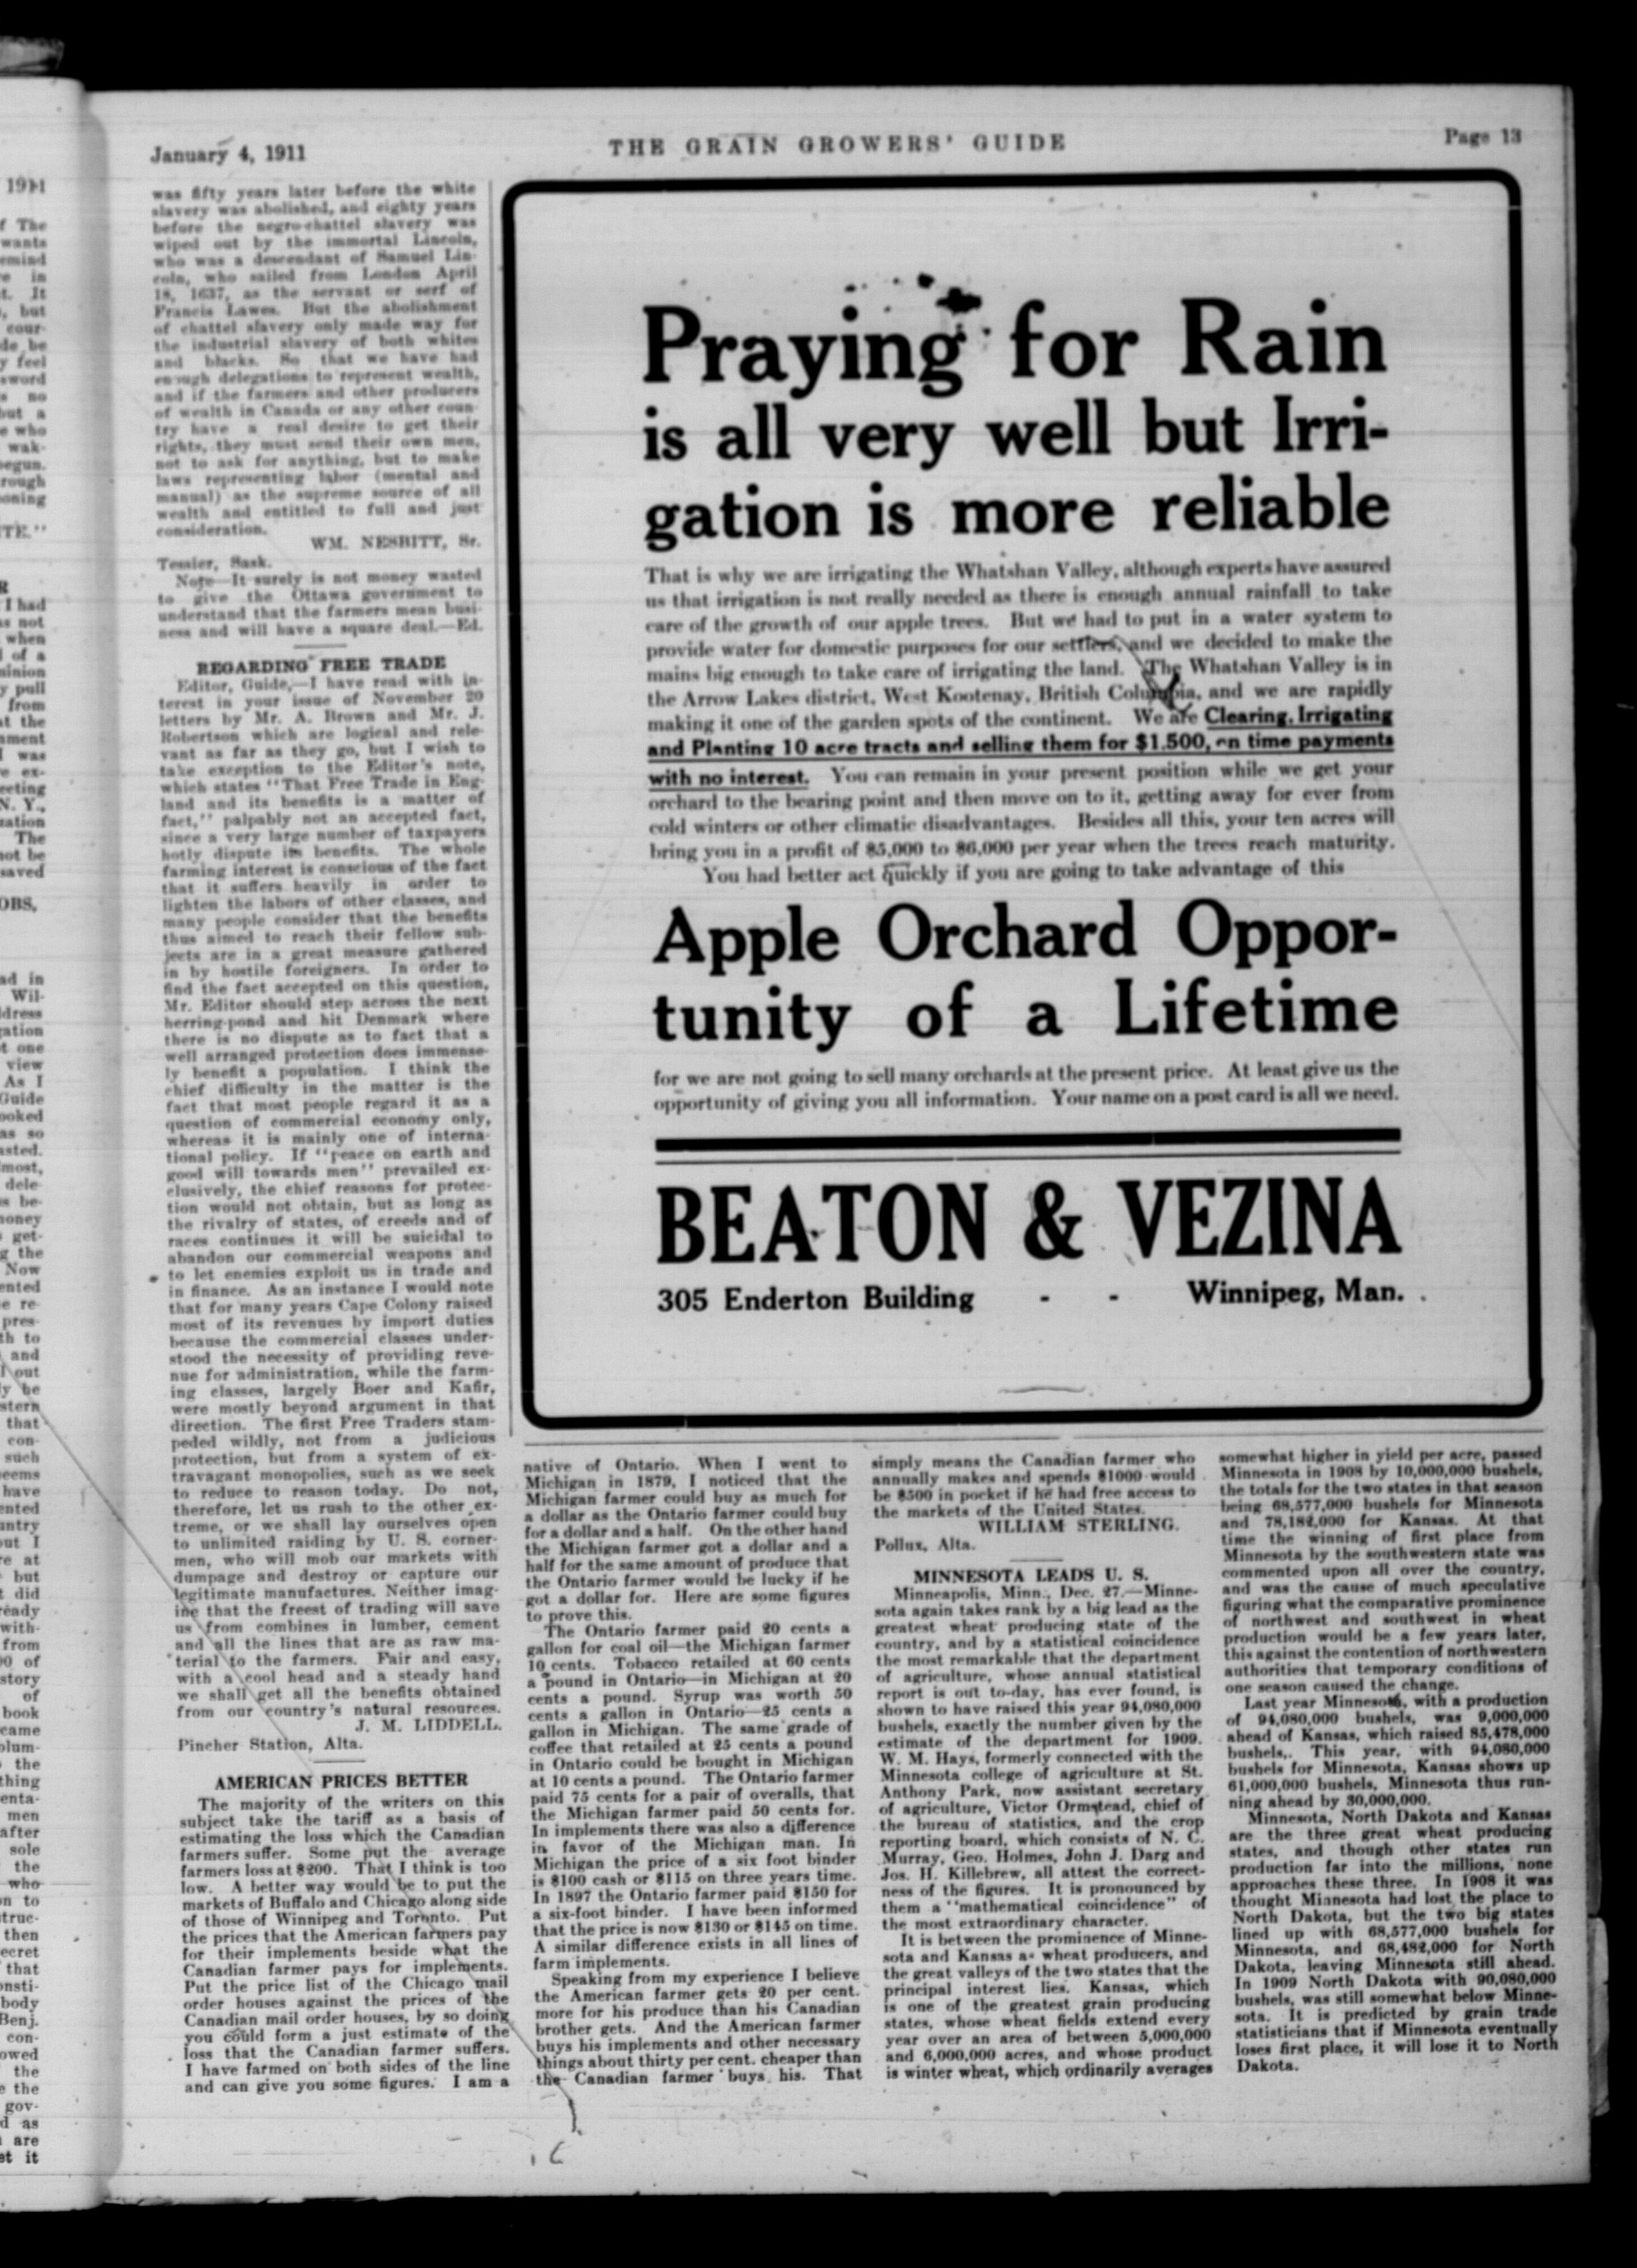 January 4, 1911
THE GRAIN GROWERS' GUIDE
Page 13
was fifty years later before the white
slavery was abolished, and eighty years
before the negro-chattel slavery was
wiped out by the immortal Lincoln,
who was a descendant of Samuel Lin-
coln, who sailed from London April
18, 1637, as the servant or serf of
Francis Lawes. But the abolishment
of chattel slavery only made way for
the industrial slavery of both whites
and blacks. So that we have had
enough delegations to represent wealth,
and if the farmers and other producers
of wealth in Canada or any other coun-
try have a real desire to get their
rights, they must send their own men,
not to ask for anything, but to make
laws representing labor (mental and
manual) as the supreme source of all
wealth and entitled to full and just
consideration.
WM. NESBITT, Sr.
Tessier, Sask.
Note—It surely is not money wasted
to give the Ottawa government to
understand that the farmers mean busi-
ness and will have a square deal.—Ed.
REGARDING FREE TRADE
Editor, Guide,—I have read with in-
terest in your issue of November 20
letters by Mr. A. Brown and Mr. J.
Robertson which are logical and rele-
vant as far as they go, but I wish to
take exception to the Editor's note,
which states "That Free Trade in Eng-
land and its benefits is a matter of
fact," palpably not an accepted fact,
since a very large number of taxpayers
hotly dispute its benefits. The whole
farming interest is conscious of the fact
that it suffers heavily in order to
lighten the labors of other classes, and
many people consider that the benefits
thus aimed to reach their fellow sub-
jects are in a great measure gathered
in by hostile foreigners. In order to
find the fact accepted on this question,
Mr. Editor should step across the next
herring-pond and hit Denmark where
there is no dispute as to fact that a
well arranged protection does immense-
ly benefit a population. I think the
chief difficulty in the matter is the
fact that most people regard it as a
question of commercial economy only,
whereas it is mainly one of interna-
tional policy. If "peace on earth and
good will towards men" prevailed ex-
clusively, the chief reasons for protec-
tion would not obtain, but as long as
the rivalry of states, of creeds and of
races continues it will be suicidal to
abandon our commercial weapons and
to let enemies exploit us in trade and
in finance. As an instance I would note
that for many years Cape Colony raised
most of its revenues by import duties
because the commercial classes under-
stood the necessity of providing reve-
nue for administration, while the farm-
ing classes, largely Boer and Kafir,
were mostly beyond argument in that
direction. The first Free Traders stam-
peded wildly, not from a judicious
protection, but from a system of ex-
travagant monopolies, such as we seek
to reduce to reason today. Do not,
therefore, let us rush to the other ex-
treme, or we shall lay ourselves open
to unlimited raiding by U. S. corner-
men, who will mob our markets with
dumpage and destroy or capture our
legitimate manufactures. Neither imag-
ine that the freest of trading will save
us from combines in lumber, cement
and all the lines that are as raw ma-
terial to the farmers. Fair and easy,
with a cool head and a steady hand
we shall get all the benefits obtained
from our country's natural resources.
J. M. LIDDELL.
Pincher Station, Alta.
AMERICAN PRICES BETTER
The majority of the writers on this
subject take the tariff as a basis of
estimating the loss which the Canadian
farmers suffer. Some put the average
farmers loss at $200. That I think is too
low. A better way would be to put the
markets of Buffalo and Chicago along side
of those of Winnipeg and Toronto. Put
the prices that the American farmers pay
for their implements beside what the
Canadian farmer pays for implements.
Put the price list of the Chicago mail
order houses against the prices of the
Canadian mail order houses, by so doing
you could form a just estimate of the
loss that the Canadian farmer suffers.
I have farmed on both sides of the line
and can give you some figures. I am a
Praying for Rain
is all very well but Irri-
gation is more reliable
That is why we are irrigating the Whatshan Valley, although experts have assured
us that irrigation is not really needed as there is enough annual rainfall to take
care of the growth of our apple trees. But we had to put in a water system to
provide water for domestic purposes for our settlers, and we decided to make the
mains big enough to take care of irrigating the land. The Whatshan Valley is in
the Arrow Lakes district, West Kootenay, British Columbia, and we are rapidly
making it one of the garden spots of the continent. We are Clearing, Irrigating
and Planting 10 acre tracts and selling them for $1,500, on time payments
with no interest. You can remain in your present position while we get your
orchard to the bearing point and then move on to it, getting away for ever from
cold winters or other climatic disadvantages. Besides all this, your ten acres will
bring you in a profit of $5,000 to $6,000 per year when the trees reach maturity.
You had better act quickly if you are going to take advantage of this
Apple Orchard Oppor-
tunity of a Lifetime
for we are not going to sell many orchards at the present price. At least give us the
opportunity of giving you all information. Your name on a post card is all we need.
BEATON & VEZINA
305 Enderton Building - - Winnipeg, Man.
native of Ontario. When I went to
Michigan in 1879, I noticed that the
Michigan farmer could buy as much for
a dollar as the Ontario farmer could buy
for a dollar and a half. On the other hand
the Michigan farmer got a dollar and a
half for the same amount of produce that
the Ontario farmer would be lucky if he
got a dollar for. Here are some figures
to prove this.
The Ontario farmer paid 20 cents a
gallon for coal oil—the Michigan farmer
10 cents. Tobacco retailed at 60 cents
a pound in Ontario—in Michigan at 20
cents a pound. Syrup was worth 50
cents a gallon in Ontario—25 cents a
gallon in Michigan. The same grade of
coffee that retailed at 25 cents a pound
in Ontario could be bought in Michigan
at 10 cents a pound. The Ontario farmer
paid 75 cents for a pair of overalls, that
the Michigan farmer paid 50 cents for.
In implements there was also a difference
in favor of the Michigan man. In
Michigan the price of a six foot binder
is $100 cash or $115 on three years time.
In 1897 the Ontario farmer paid $150 for
a six-foot binder. I have been informed
that the price is now $130 or $145 on time.
A similar difference exists in all lines of
farm implements.
Speaking from my experience I believe
the American farmer gets 20 per cent.
more for his produce than his Canadian
brother gets. And the American farmer
buys his implements and other necessary
things about thirty per cent. cheaper than
the Canadian farmer buys his. That
simply means the Canadian farmer who
annually makes and spends $1000 would
be $500 in pocket if he had free access to
the markets of the United States.
WILLIAM STERLING.
Pollux, Alta.
MINNESOTA LEADS U. S.
Minneapolis, Minn., Dec. 27.—Minne-
sota again takes rank by a big lead as the
greatest wheat producing state of the
country, and by a statistical coincidence
the most remarkable that the department
of agriculture, whose annual statistical
report is out to-day, has ever found, is
shown to have raised this year 94,080,000
bushels, exactly the number given by the
estimate of the department for 1909.
W. M. Hays, formerly connected with the
Minnesota college of agriculture at St.
Anthony Park, now assistant secretary
of agriculture, Victor Ormstead, chief of
the bureau of statistics, and the crop
reporting board, which consists of N. C.
Murray, Geo. Holmes, John J. Darg and
Jos. H. Killebrew, all attest the correct-
ness of the figures. It is pronounced by
them a "mathematical coincidence" of
the most extraordinary character.
It is between the prominence of Minne-
sota and Kansas as wheat producers, and
the great valleys of the two states that the
principal interest lies. Kansas, which
is one of the greatest grain producing
states, whose wheat fields extend every
year over an area of between 5,000,000
and 6,000,000 acres, and whose product
is winter wheat, which ordinarily averages
somewhat higher in yield per acre, passed
Minnesota in 1908 by 10,000,000 bushels,
the totals for the two states in that season
being 68,577,000 bushels for Minnesota
and 78,182,000 for Kansas. At that
time the winning of first place from
Minnesota by the southwestern state was
commented upon all over the country,
and was the cause of much speculative
figuring what the comparative prominence
of northwest and southwest in wheat
production would be a few years later,
this against the contention of northwestern
authorities that temporary conditions of
one season caused the change.
Last year Minnesota, with a production
of 94,080,000 bushels, was 9,000,000
ahead of Kansas, which raised 85,478,000
bushels,. This year, with 94,080,000
bushels for Minnesota, Kansas shows up
61,000,000 bushels, Minnesota thus run-
ning ahead by 30,000,000.
Minnesota, North Dakota and Kansas
are the three great wheat producing
states, and though other states run
production far into the millions, none
approaches these three. In 1908 it was
thought Minnesota had lost the place to
North Dakota, but the two big states
lined up with 68,577,000 bushels for
Minnesota, and 68,482,000 for North
Dakota, leaving Minnesota still ahead.
In 1909 North Dakota with 90,080,000
bushels, was still somewhat below Minne-
sota. It is predicted by grain trade
statisticians that if Minnesota eventually
loses first place, it will lose it to North
Dakota.